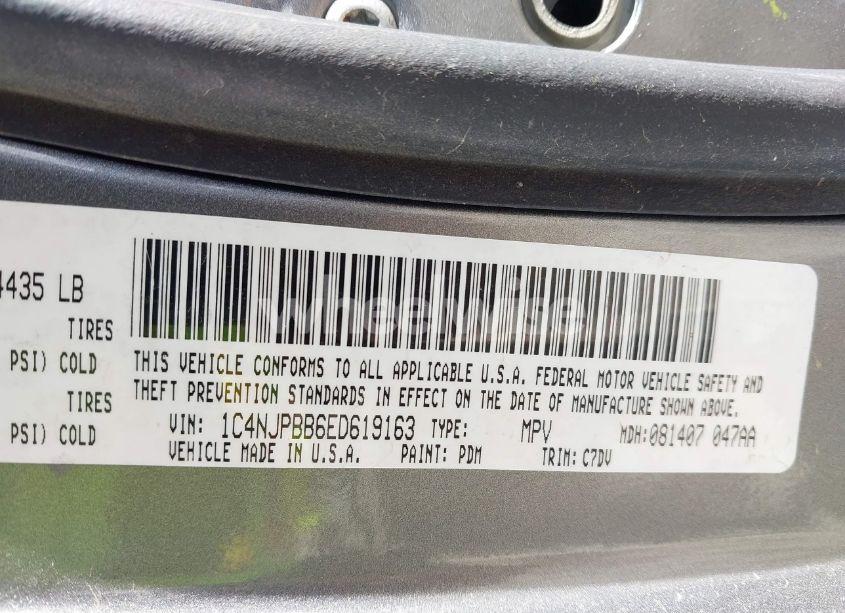 4435 LB
TIRES
PSI) COLD
TIRES
PSI) COLD
wheelwise
THIS VEHICLE CONFORMS TO ALL APPLICABLE U.S.A. FEDERAL MOTOR VEHICLE SAFETY AND
THEFT PREVENTION STANDARDS IN EFFECT ON THE DATE OF MANUFACTURE SHOWN ABOVE.
VIN: 1C4NJPBB6ED619163 TYPE: MPV MDH:081407 047AA
VEHICLE MADE IN U.S.A. PAINT: PDM TRIM: C7DV